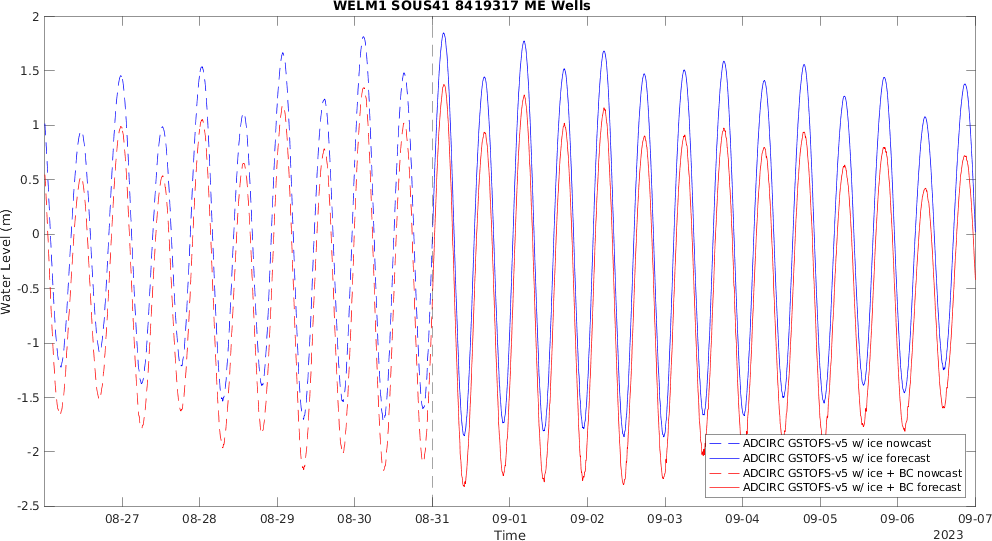 WELM1 SOUS41 8419317 ME Wells
2
1.5
1
0.5
0
-0.5
-1
-1.5
-2
-2.5
Water Level (m)
ADCIRC GSTOFS-v5 w/ ice nowcast
ADCIRC GSTOFS-v5 w/ ice forecast
ADCIRC GSTOFS-v5 w/ ice + BC nowcast
ADCIRC GSTOFS-v5 w/ ice + BC forecast
08-27 08-28 08-29 08-30 08-31 09-01 09-02 09-03 09-04 09-05 09-06 09-07
Time
2023